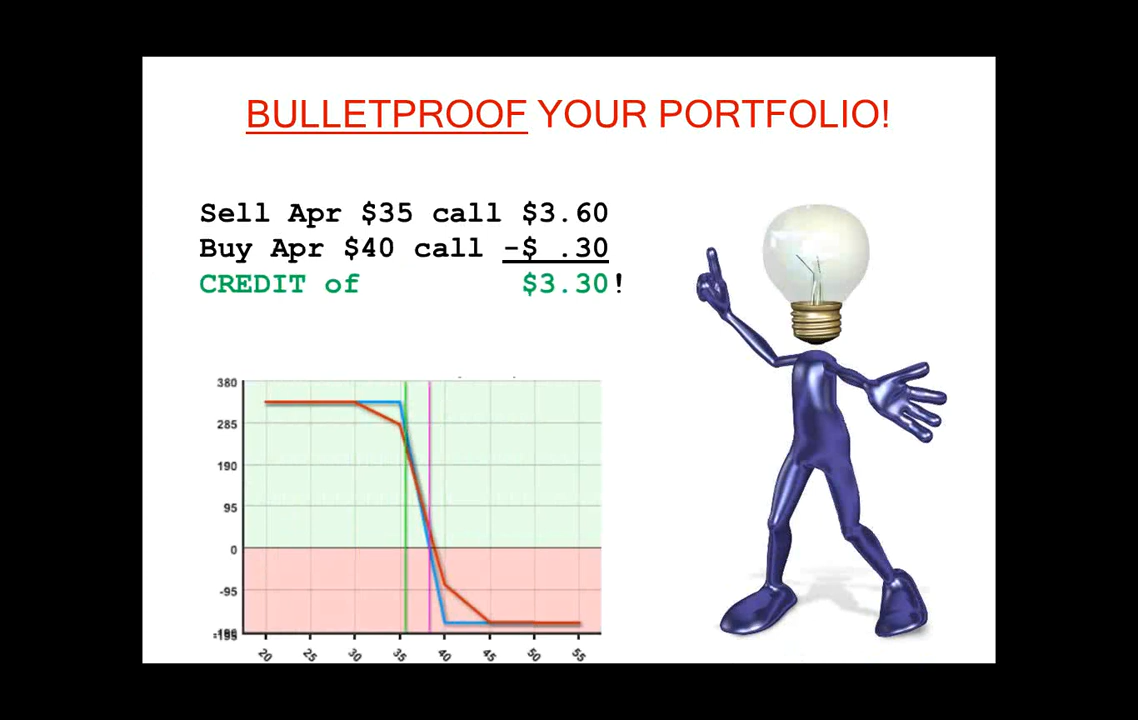 BULLETPROOF YOUR PORTFOLIO!
Sell Apr $35 call $3.60
Buy Apr $40 call -$ .30
CREDIT of $3.30!
380
285
190
95
0
-95
-195
20 25 30 35 40 45 50 55